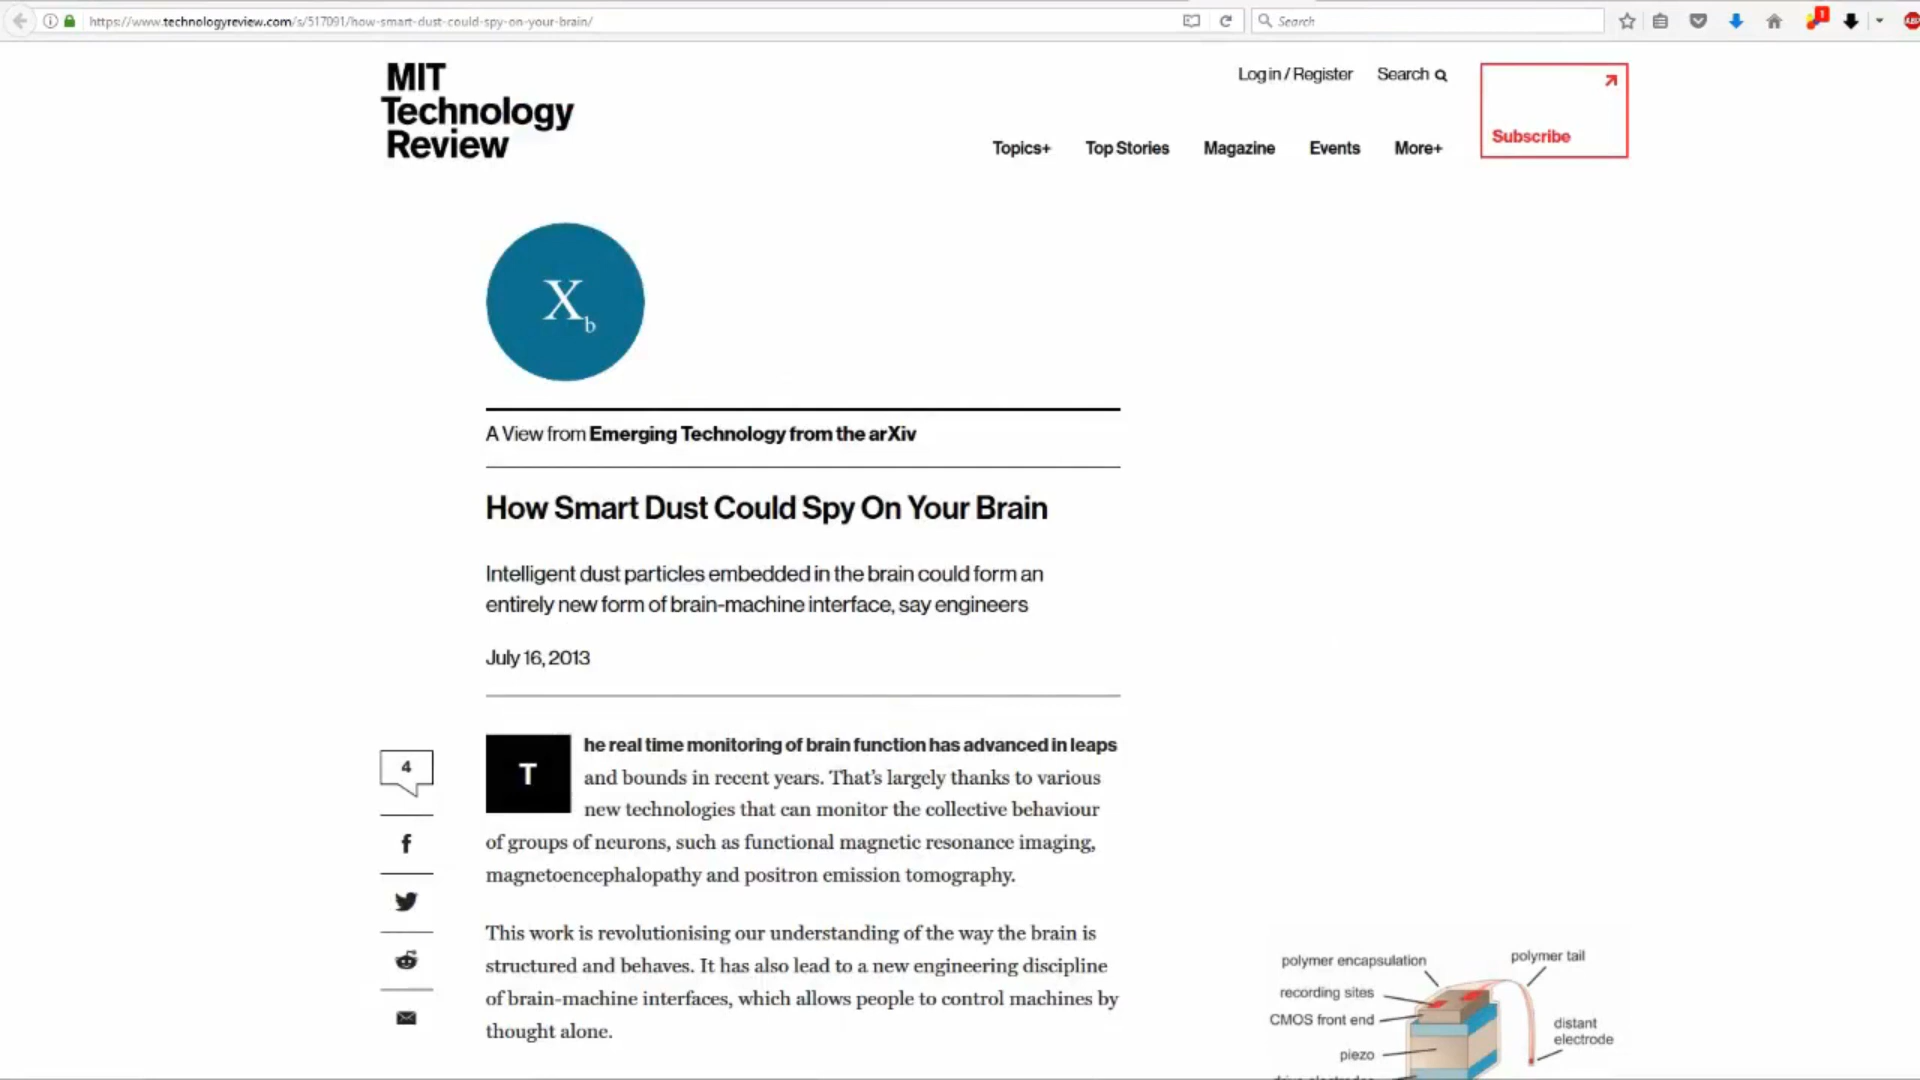 https://www.technologyreview.com/s/517091/how-smart-dust-could-spy-on-your-brain/
Search
1
ABP
MIT
Technology
Review
Log in / Register
Search
Subscribe
Topics+
Top Stories
Magazine
Events
More+
X
b
A View from Emerging Technology from the arXiv
How Smart Dust Could Spy On Your Brain
Intelligent dust particles embedded in the brain could form an
entirely new form of brain-machine interface, say engineers
July 16, 2013
4
The real time monitoring of brain function has advanced in leaps
and bounds in recent years. That’s largely thanks to various
new technologies that can monitor the collective behaviour
of groups of neurons, such as functional magnetic resonance imaging,
magnetoencephalopathy and positron emission tomography.
This work is revolutionising our understanding of the way the brain is
structured and behaves. It has also lead to a new engineering discipline
of brain-machine interfaces, which allows people to control machines by
thought alone.
polymer encapsulation
polymer tail
recording sites
CMOS front end
distant
electrode
piezo
drive electrodes